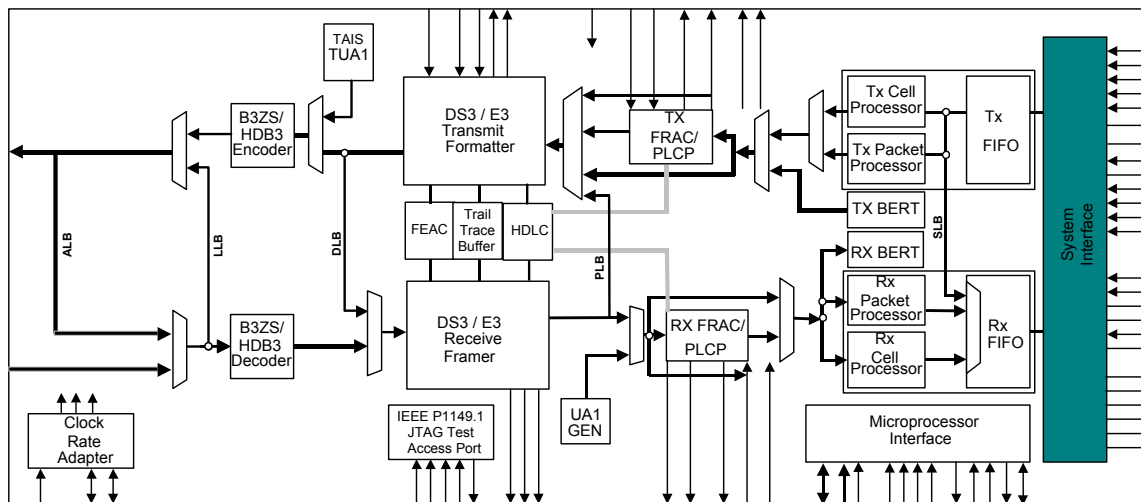 TAIS
TUA1
B3ZS/
HDB3
Encoder
DS3 / E3
Transmit
Formatter
TX
FRAC/
PLCP
Tx Cell
Processor
Tx Packet
Processor
Tx
FIFO
TX BERT
RX BERT
System
Interface
FEAC
Trail
Trace
Buffer
HDLC
ALB
LLB
DLB
PLB
SLB
B3ZS/
HDB3
Decoder
DS3 / E3
Receive
Framer
RX FRAC/
PLCP
Rx
Packet
Processor
Rx
Cell
Processor
Rx
FIFO
UA1
GEN
Clock
Rate
Adapter
IEEE P1149.1
JTAG Test
Access Port
Microprocessor
Interface